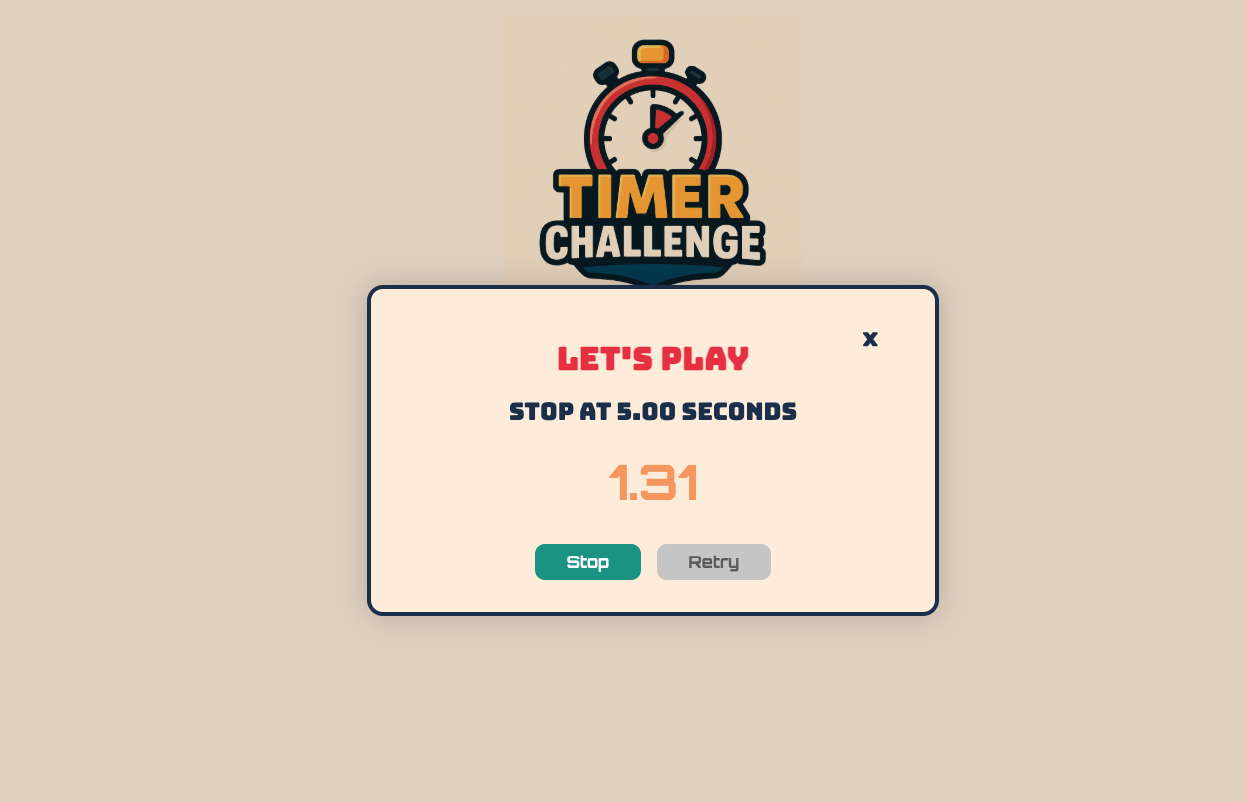 TIMER
CHALLENGE
x
LET'S PLAY
STOP AT 5.00 SECONDS
1.31
Stop Retry